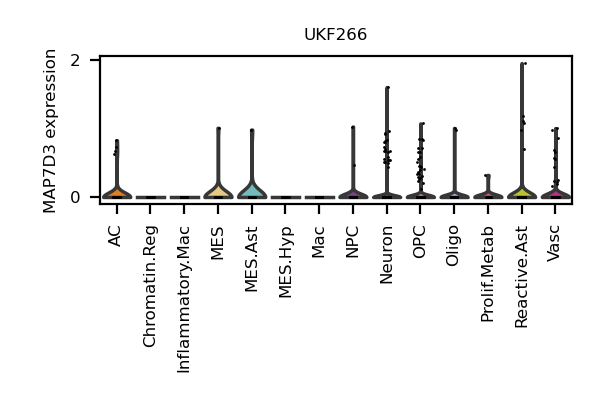 UKF266
MAP7D3 expression
2
0
AC
Chromatin.Reg
Inflammatory.Mac
MES
MES.Ast
MES.Hyp
Mac
NPC
Neuron
OPC
Oligo
Prolif.Metab
Reactive.Ast
Vasc